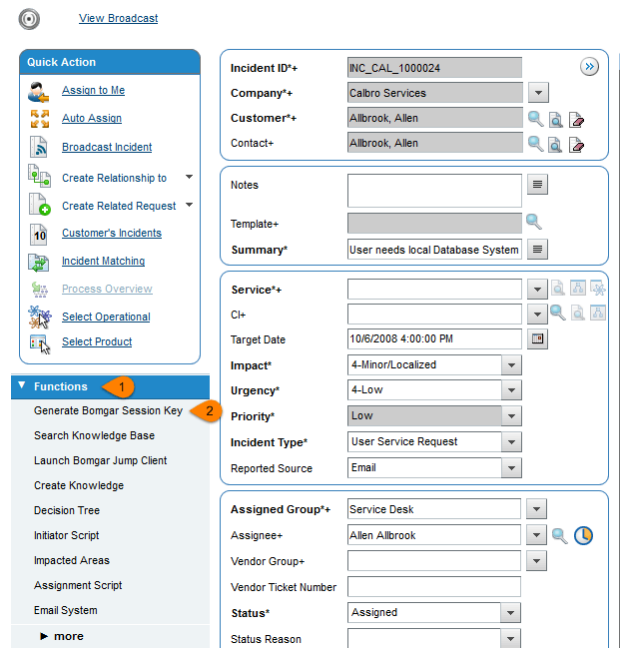 View Broadcast
Quick Action
Assign to Me
Auto Assign
Broadcast Incident
Create Relationship to
Create Related Request
10 Customer's Incidents
Incident Matching
Process Overview
Select Operational
Select Product
Functions 1
Generate Bomgar Session Key 2
Search Knowledge Base
Launch Bomgar Jump Client
Create Knowledge
Decision Tree
Initiator Script
Impacted Areas
Assignment Script
Email System
more
Incident ID*+ INC_CAL_1000024
Company*+ Calbro Services
Customer*+ Allbrook, Allen
Contact+ Allbrook, Allen
Notes
Template+
Summary* User needs local Database System
Service*+
CI+
Target Date 10/6/2008 4:00:00 PM
Impact* 4-Minor/Localized
Urgency* 4-Low
Priority* Low
Incident Type* User Service Request
Reported Source Email
Assigned Group*+ Service Desk
Assignee+ Allen Allbrook
Vendor Group+
Vendor Ticket Number
Status* Assigned
Status Reason